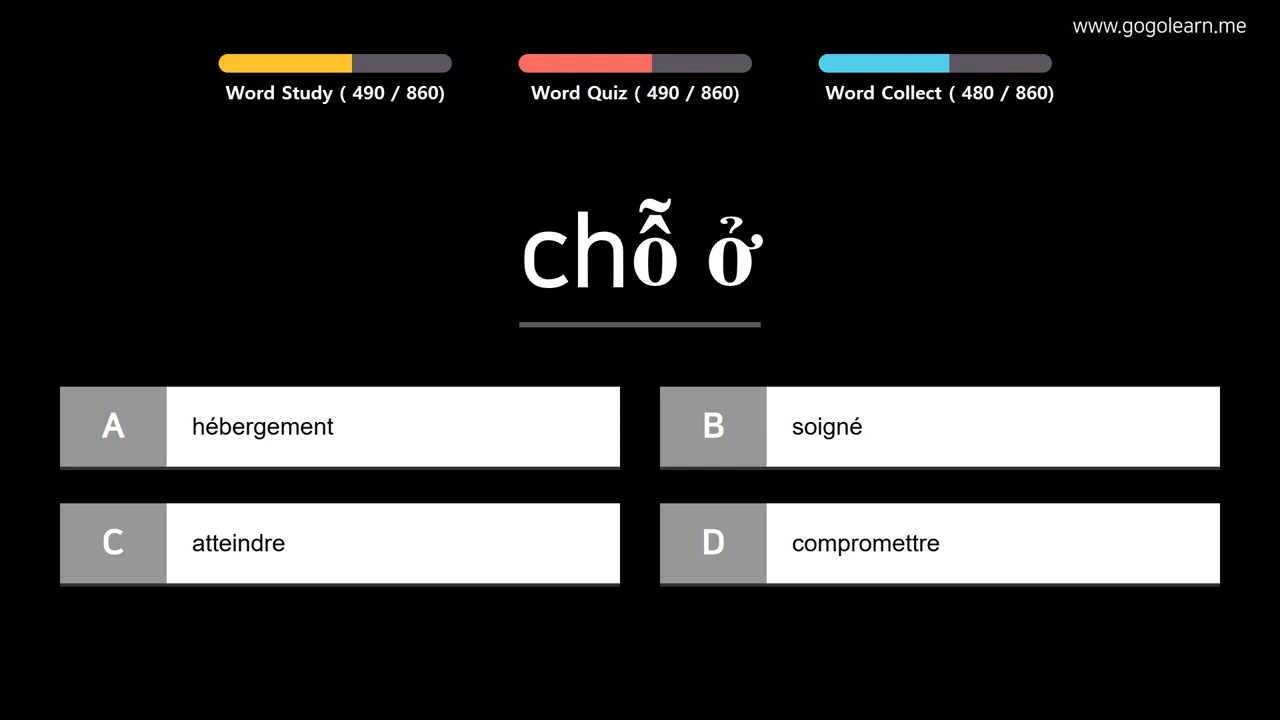 www.gogolearn.me
Word Study ( 490 / 860)
Word Quiz ( 490 / 860)
Word Collect ( 480 / 860)
chỗ ở
A hébergement
B soigné
C atteindre
D compromettre